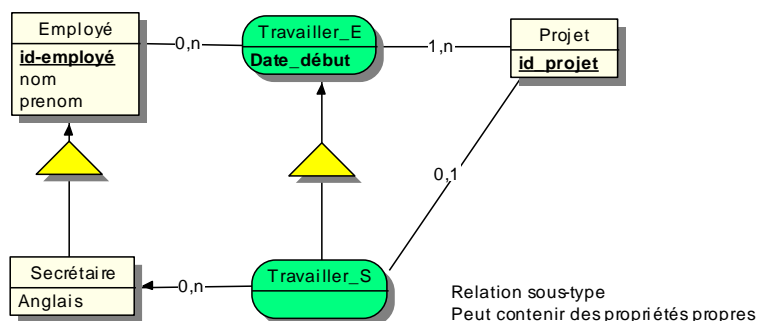 Employé
id-employé
nom
prenom
0,n
Travailler_E
Date_début
1,n
Projet
id_projet
0,1
Secrétaire
Anglais
0,n
Travailler_S
Relation sous-type
Peut contenir des propriétés propres